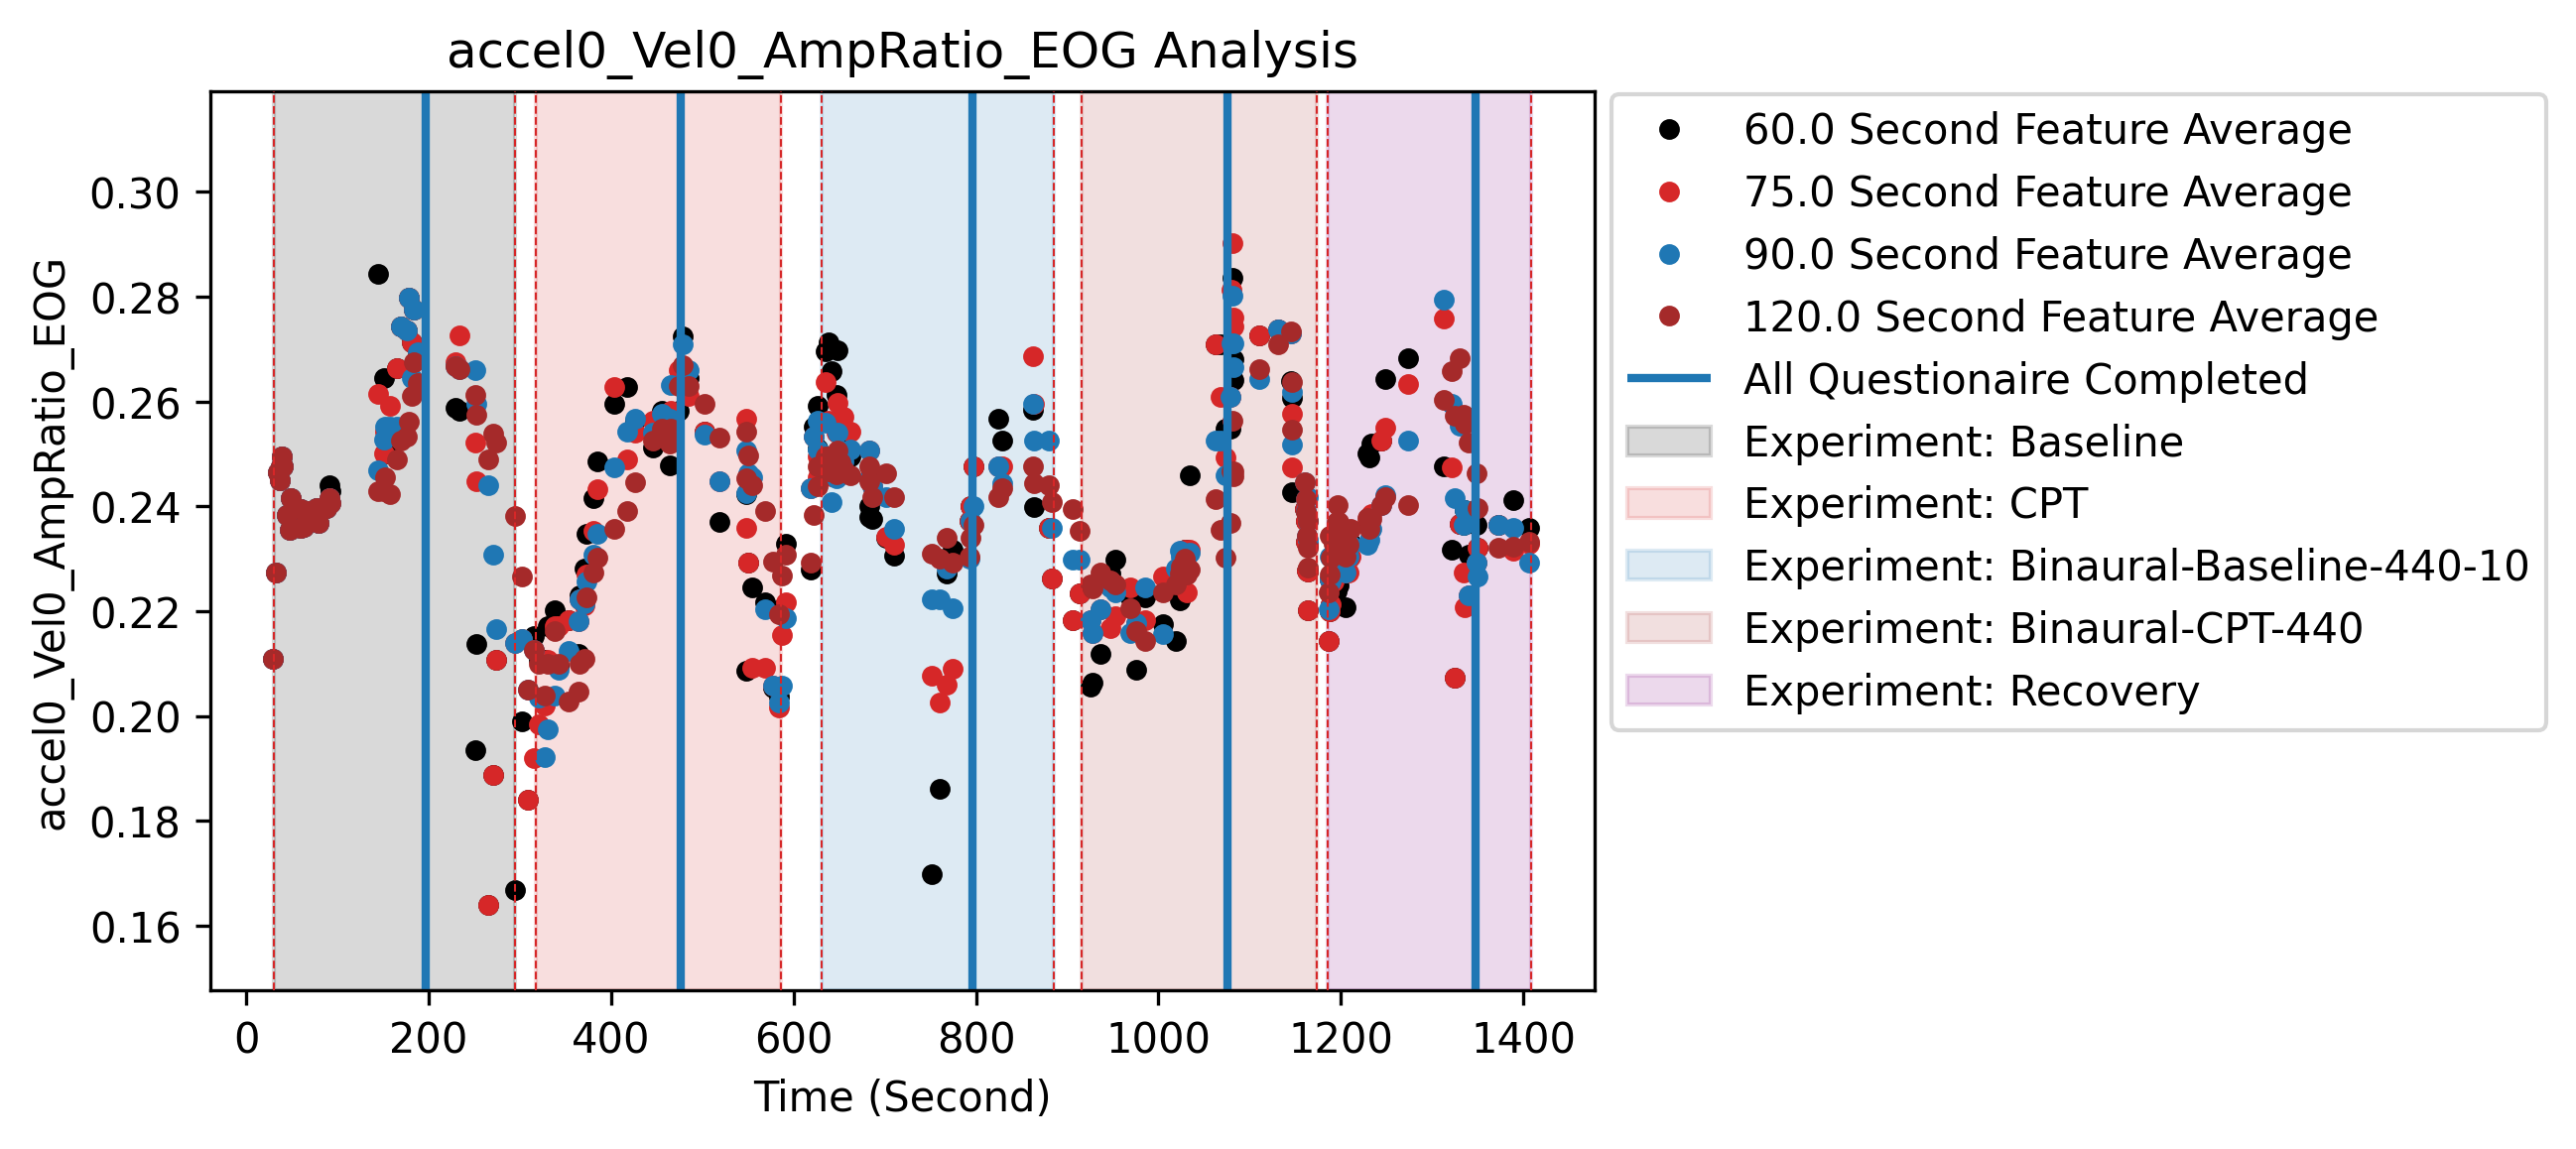 accel0_Vel0_AmpRatio_EOG Analysis
accel0_Vel0_AmpRatio_EOG
0.30
0.28
0.26
0.24
0.22
0.20
0.18
0.16
0
200
400
600
800
1000
1200
1400
Time (Second)
60.0 Second Feature Average
75.0 Second Feature Average
90.0 Second Feature Average
120.0 Second Feature Average
All Questionaire Completed
Experiment: Baseline
Experiment: CPT
Experiment: Binaural-Baseline-440-10
Experiment: Binaural-CPT-440
Experiment: Recovery